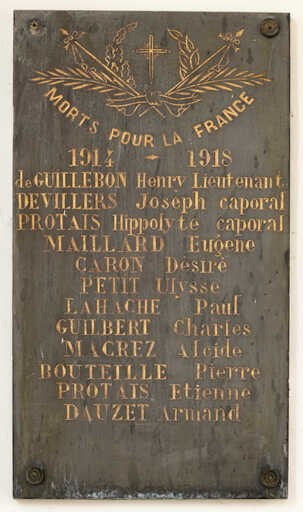 MORTS POUR LA FRANCE
1914 - 1918
de GUILLEBON Henry Lieutenant
DEVILLERS Joseph caporal
PROTAIS Hippolyte caporal
MAILLARD Eugène
CARON Désiré
PETIT Ulysse
LAHACHE Paul
GUILBERT Charles
MACREZ Alcide
BOUTEILLE Pierre
PROTAIS Etienne
DAUZET Armand